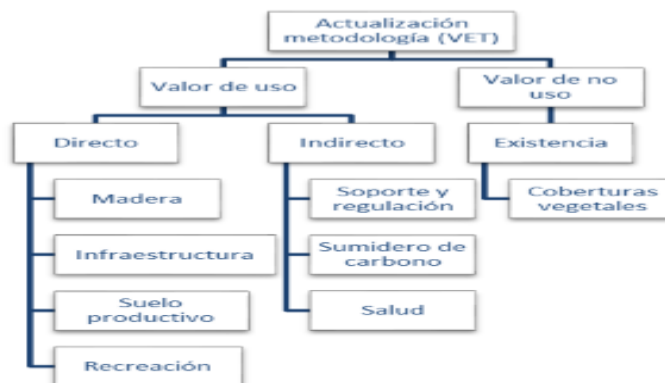 Actualización
metodología (VET)
Valor de uso
Valor de no
uso
Directo
Indirecto
Existencia
Madera
Soporte y
regulación
Coberturas
vegetales
Infraestructura
Sumidero de
carbono
Suelo
productivo
Salud
Recreación